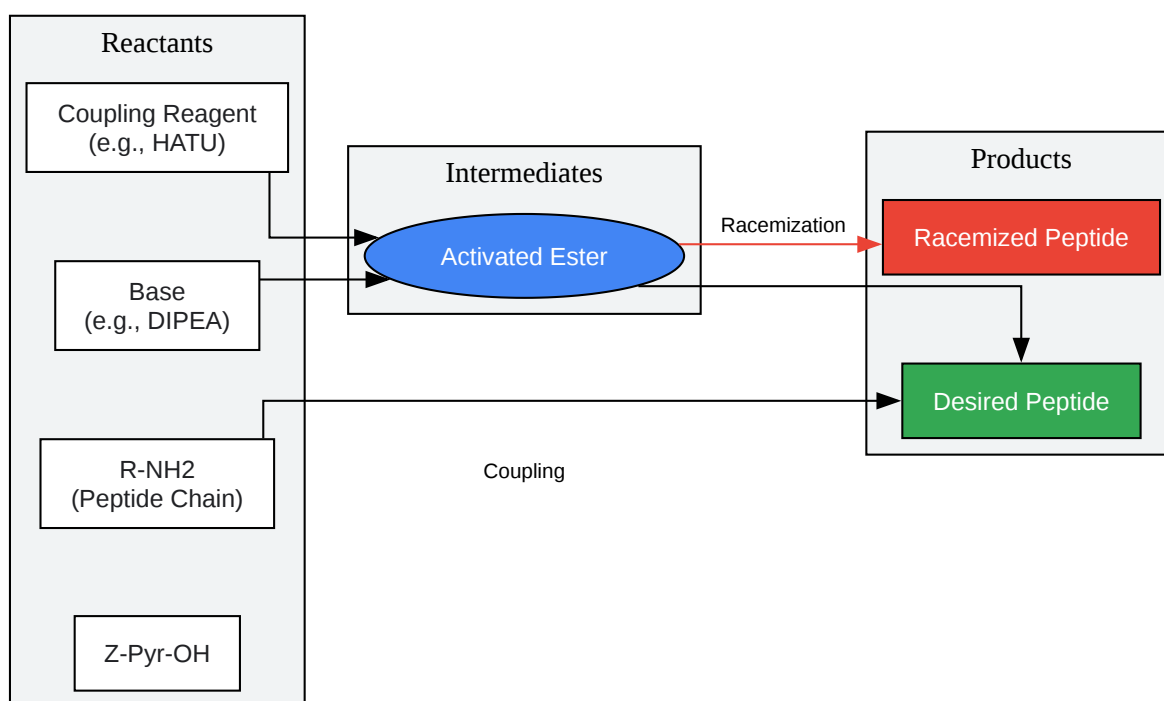 Reactants
Coupling Reagent
(e.g., HATU)
Base
(e.g., DIPEA)
R-NH2
(Peptide Chain)
Z-Pyr-OH
Intermediates
Activated Ester
Racemization
Coupling
Products
Racemized Peptide
Desired Peptide